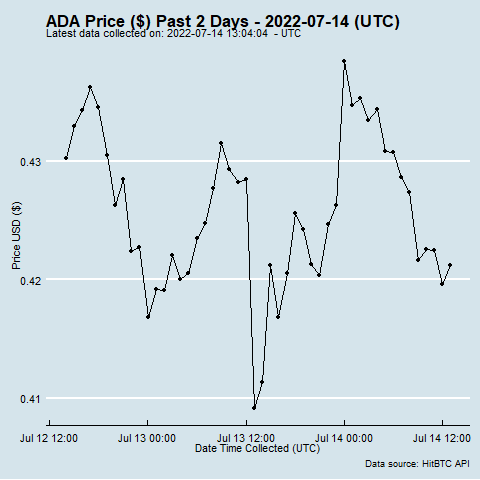 ADA Price ($) Past 2 Days - 2022-07-14 (UTC)
Latest data collected on: 2022-07-14 13:04:04 - UTC
0.43
0.42
0.41
Price USD ($)
Jul 12 12:00 Jul 13 00:00 Jul 13 12:00 Jul 14 00:00 Jul 14 12:00
Date Time Collected (UTC)
Data source: HitBTC API